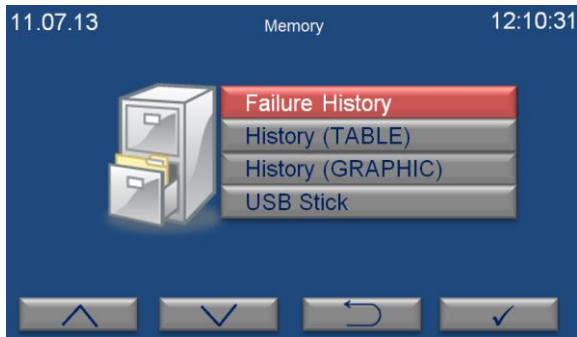 11.07.13 Memory 12:10:31
Failure History
History (TABLE)
History (GRAPHIC)
USB Stick